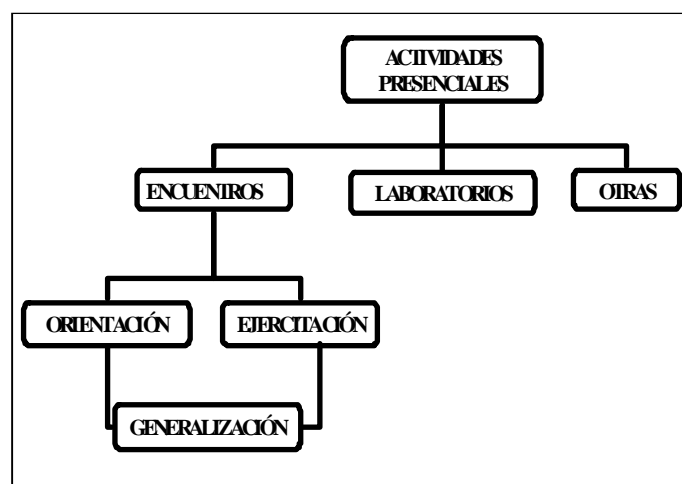 ACTIVIDADES
PRESENCIALES
ENCUENTROS
LABORATORIOS
OTRAS
ORIENTACIÓN
EJERCITACIÓN
GENERALIZACIÓN